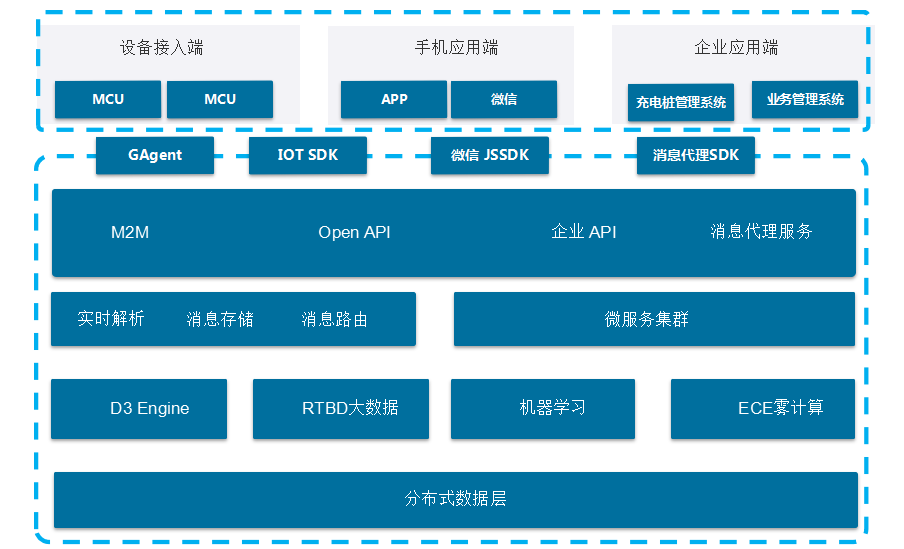 设备接入端
手机应用端
企业应用端
MCU
MCU
APP
微信
充电桩管理系统
业务管理系统
GAgent
IOT SDK
微信 JSSDK
消息代理SDK
M2M
Open API
企业 API
消息代理服务
实时解析
消息存储
消息路由
微服务集群
D3 Engine
RTBD大数据
机器学习
ECE雾计算
分布式数据层